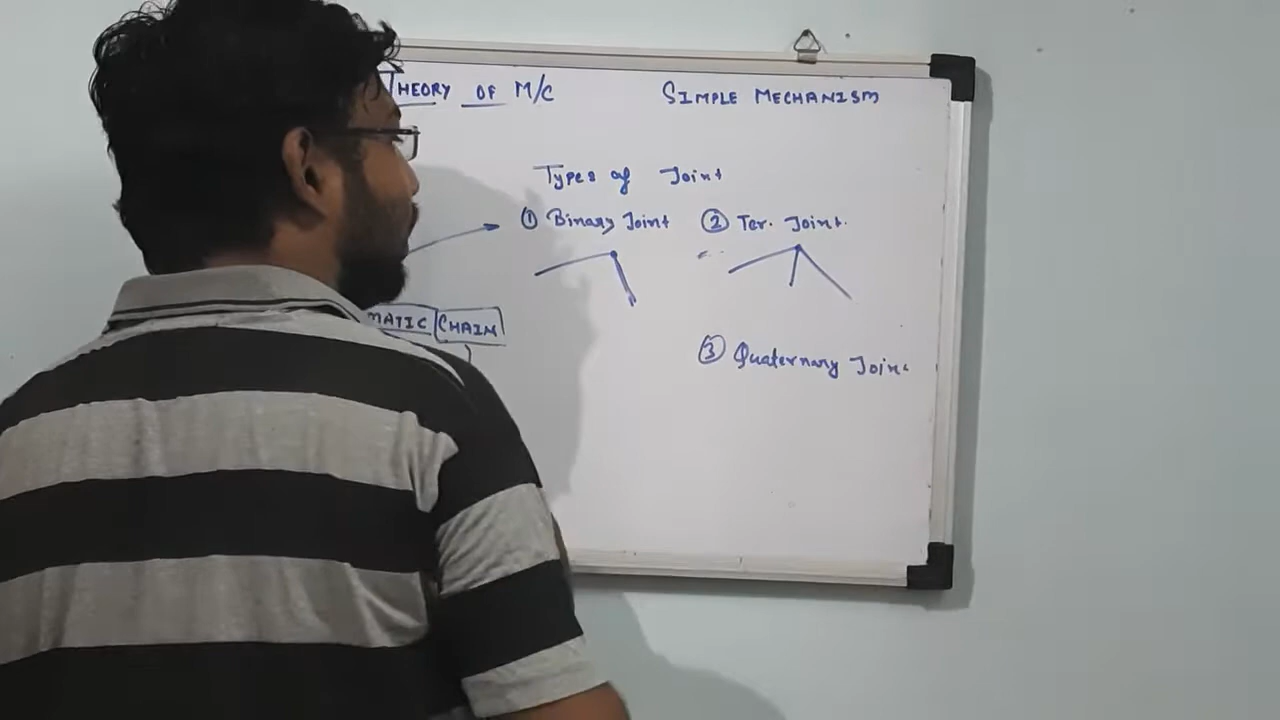 THEORY OF M/C
SIMPLE MECHANISM
Types of Joint
① Binary Joint
② Ter. Joint.
MATIC CHAIN
③ Quaternary Joint